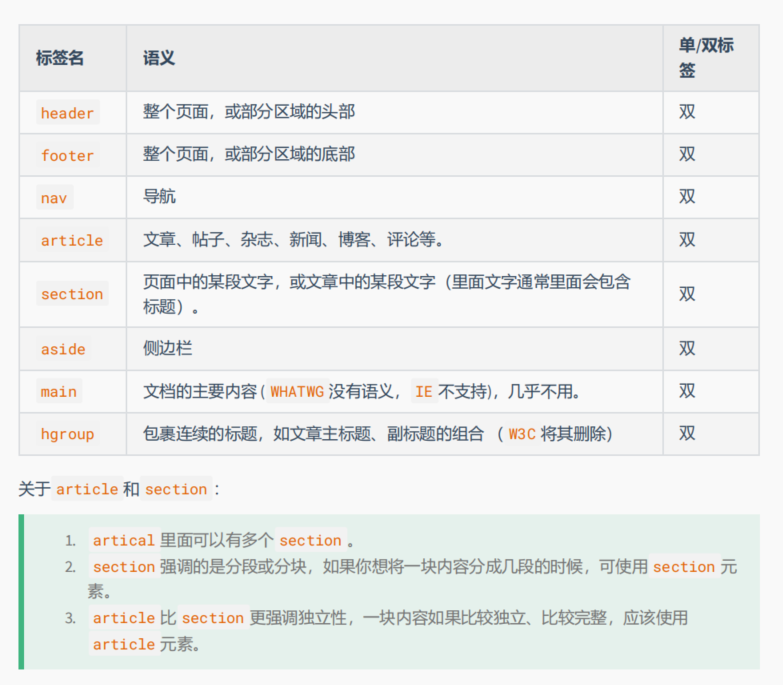 标签名 语义 单/双标
签
header 整个页面，或部分区域的头部 双
footer 整个页面，或部分区域的底部 双
nav 导航 双
article 文章、帖子、杂志、新闻、博客、评论等。 双
section 页面中的某段文字，或文章中的某段文字（里面文字通常里面会包含
标题）。 双
aside 侧边栏 双
main 文档的主要内容( WHATWG 没有语义， IE 不支持)，几乎不用。 双
hgroup 包裹连续的标题，如文章主标题、副标题的组合 （ W3C 将其删除） 双
关于 article 和 section ：
1. artical 里面可以有多个 section 。
2. section 强调的是分段或分块，如果你想将一块内容分成几段的时候，可使用 section 元
素。
3. article 比 section 更强调独立性，一块内容如果比较独立、比较完整，应该使用
article 元素。